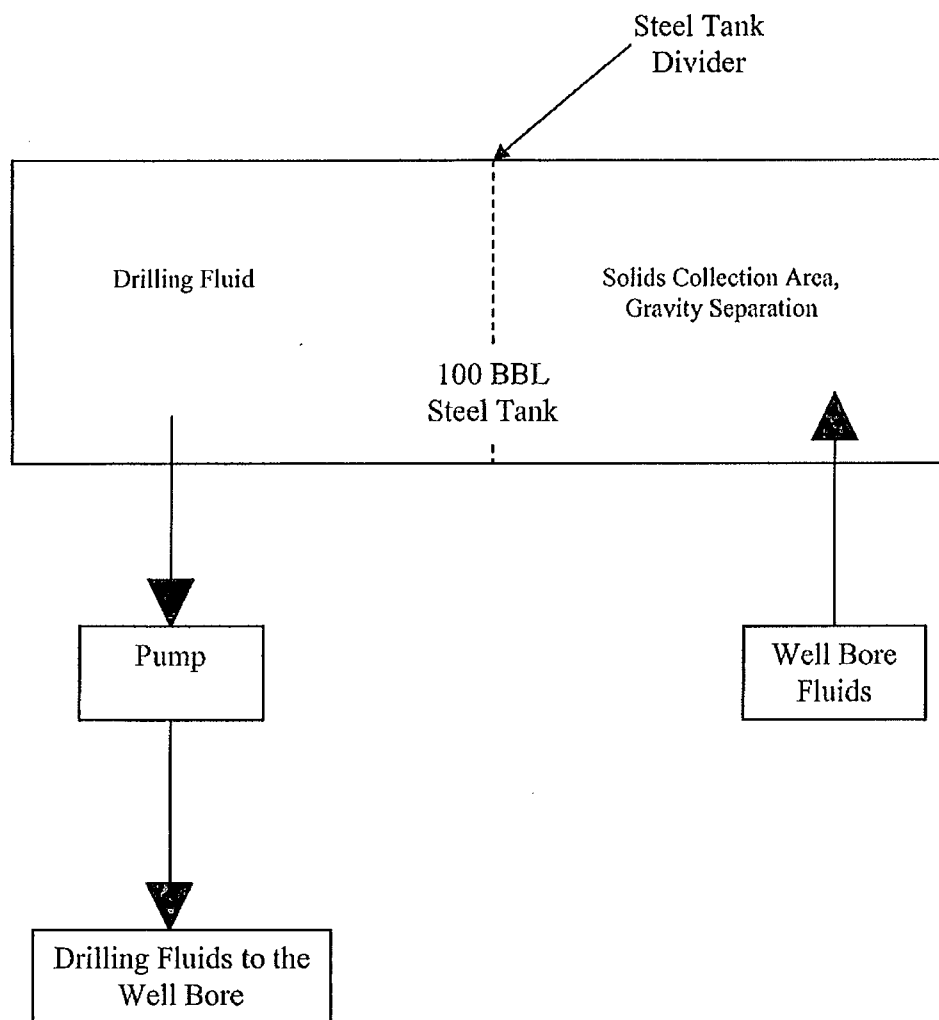 Steel Tank
Divider
Drilling Fluid
Solids Collection Area,
Gravity Separation
100 BBL
Steel Tank
Pump
Well Bore
Fluids
Drilling Fluids to the
Well Bore